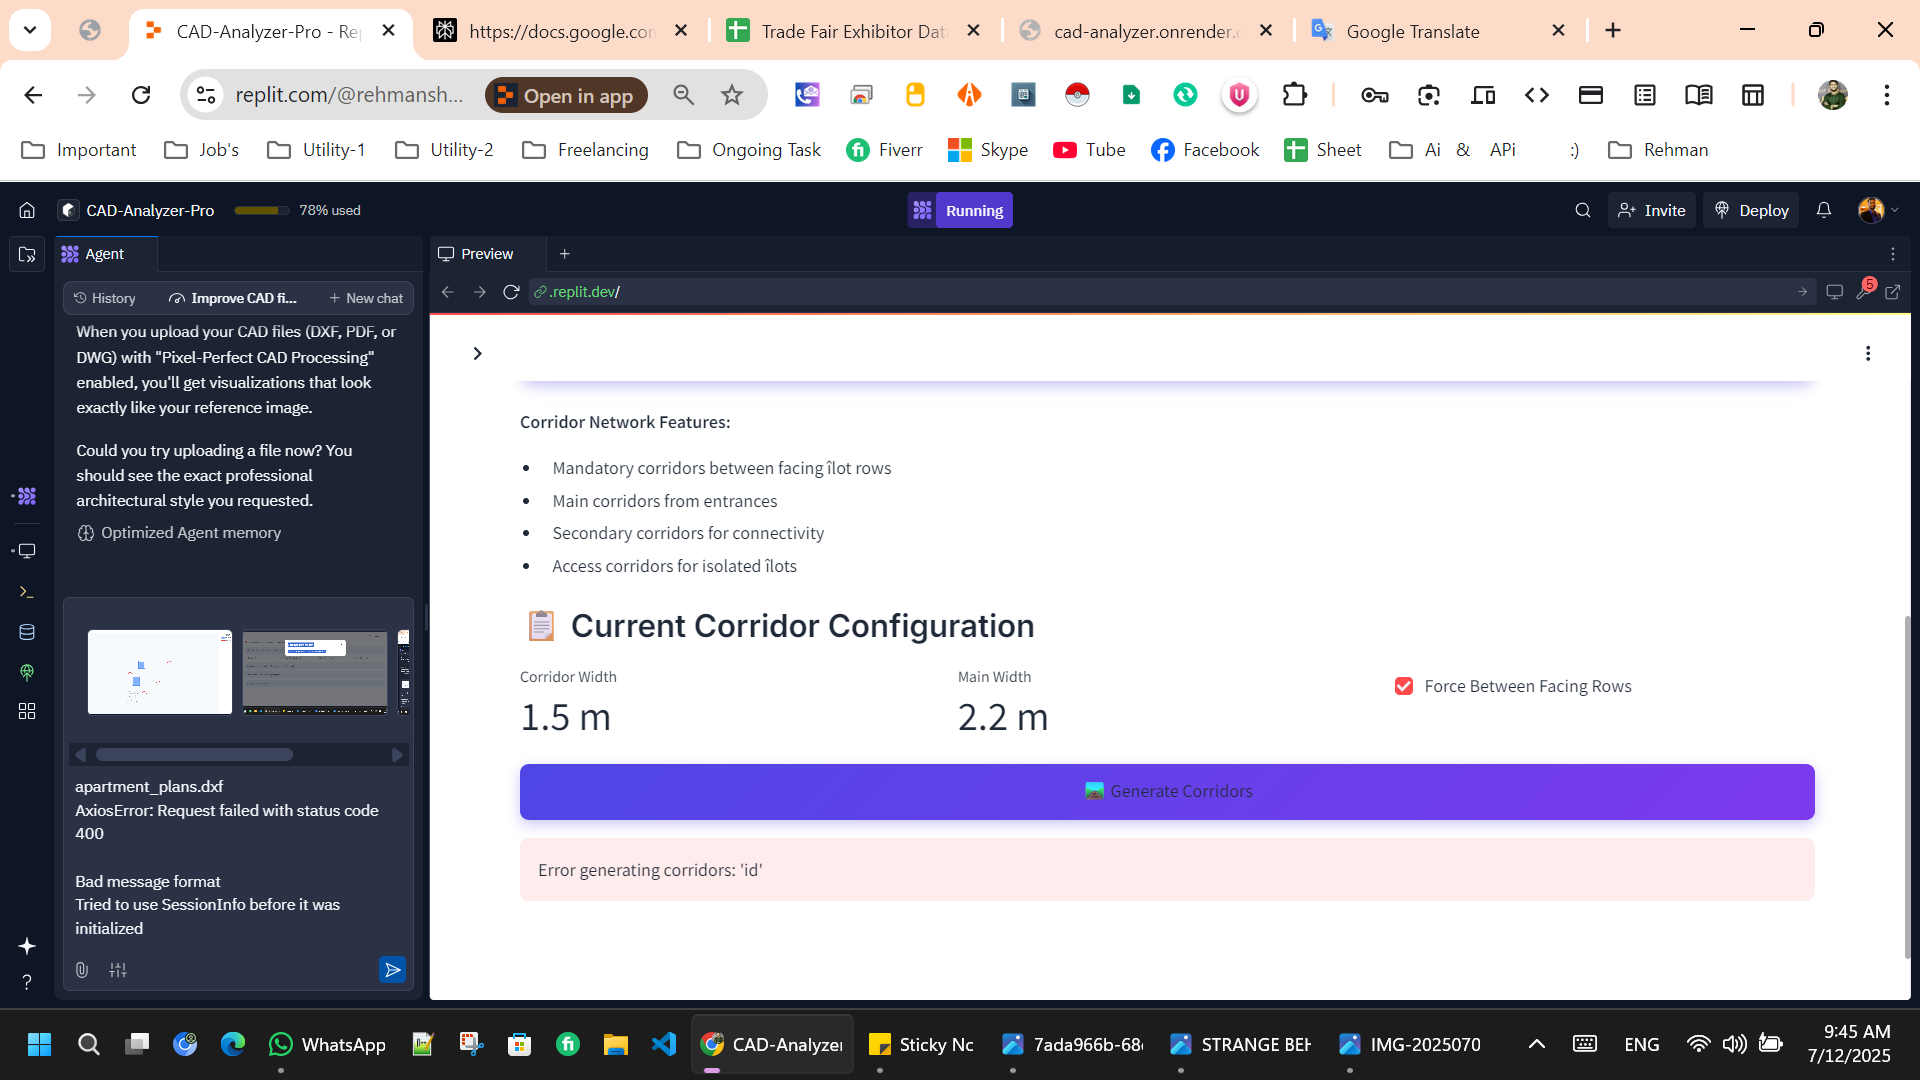 CAD-Analyzer-Pro - Re
https://docs.google.con
Trade Fair Exhibitor Dat
cad-analyzer.onrender.
Google Translate
replit.com/@rehmansh...
Open in app
Important
Job's
Utility-1
Utility-2
Freelancing
Ongoing Task
Fiverr
Skype
Tube
Facebook
Sheet
Ai & APi :)
Rehman
CAD-Analyzer-Pro
78% used
Running
Invite
Deploy
Agent
Preview
History
Improve CAD fi...
New chat
.replit.dev/
5
When you upload your CAD files (DXF, PDF, or
DWG) with "Pixel-Perfect CAD Processing"
enabled, you'll get visualizations that look
exactly like your reference image.
Could you try uploading a file now? You
should see the exact professional
architectural style you requested.
Optimized Agent memory
apartment_plans.dxf
AxiosError: Request failed with status code
400
Bad message format
Tried to use SessionInfo before it was
initialized
Corridor Network Features:
Mandatory corridors between facing îlot rows
Main corridors from entrances
Secondary corridors for connectivity
Access corridors for isolated îlots
Current Corridor Configuration
Corridor Width
1.5 m
Main Width
2.2 m
Force Between Facing Rows
Generate Corridors
Error generating corridors: 'id'
WhatsApp
CAD-Analyzer
Sticky Nc
7ada966b-68
STRANGE BEH
IMG-2025070
ENG
9:45 AM
7/12/2025